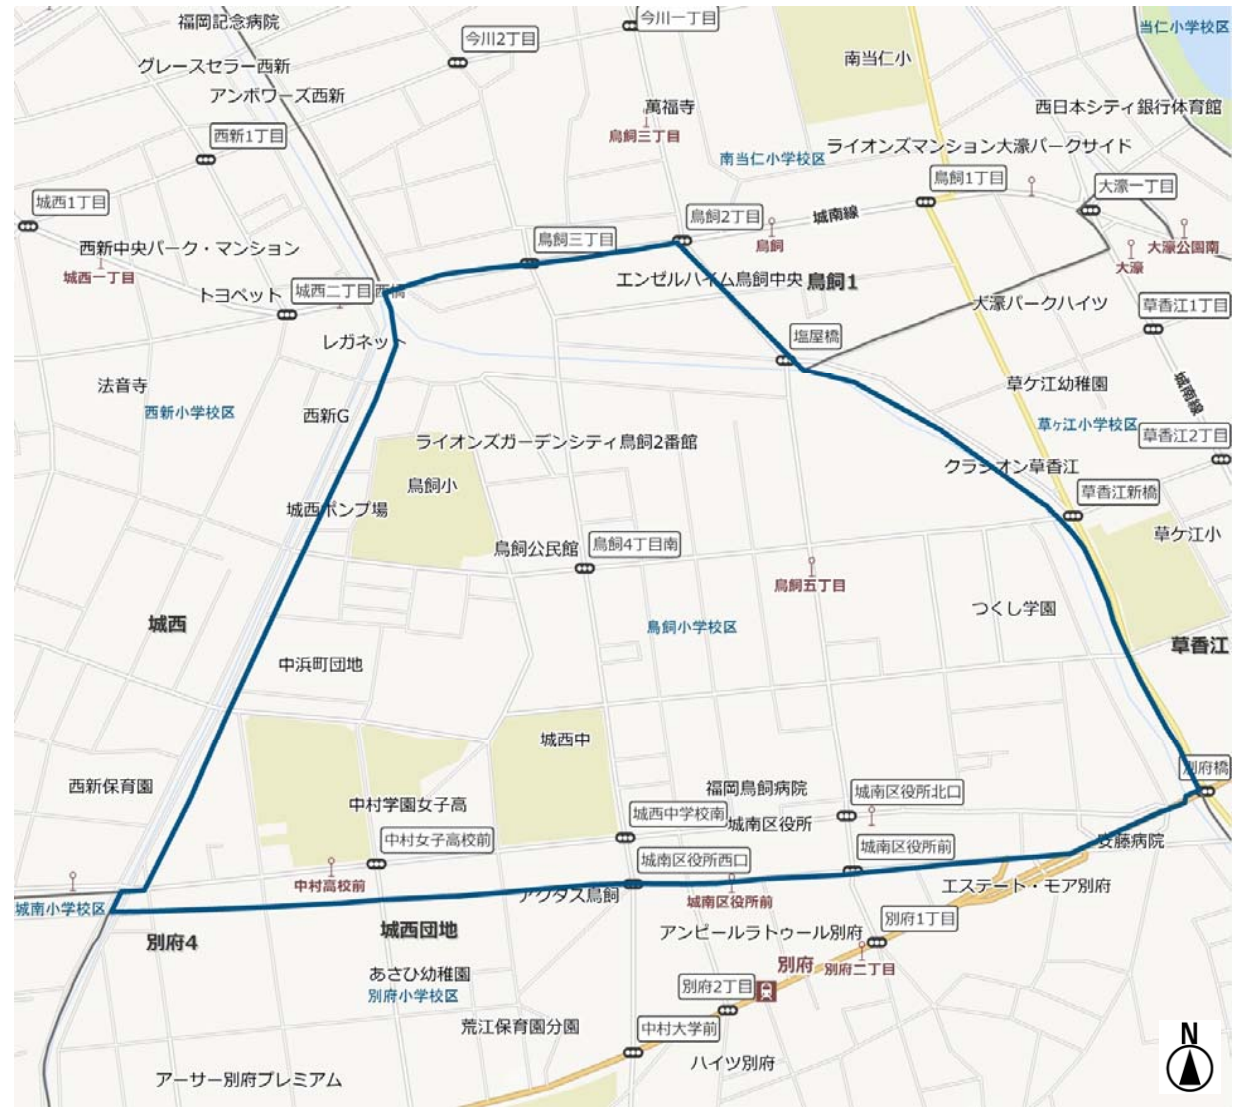 今川一丁目
福岡記念病院
当仁小学校区
今川2丁目
南当仁小
グレースセラー西新
アンボワーズ西新
萬福寺
西日本シティ銀行体育館
西新1丁目
鳥飼三丁目
ライオンズマンション大濠パークサイド
南当仁小学校区
鳥飼1丁目
大濠一丁目
城西1丁目
鳥飼2丁目
城南線
鳥飼三丁目
西新中央パーク・マンション
鳥飼
大濠公園南
大濠
城西一丁目
エンゼルハイム鳥飼中央
鳥飼1
トヨペット
城西二丁目
西橋
大濠パークハイツ
草香江1丁目
塩屋橋
レガネット
法音寺
草ケ江幼稚園
城南線
西新小学校区
西新G
草ヶ江小学校区
草香江2丁目
ライオンズガーデンシティ鳥飼2番館
クラシオン草香江
鳥飼小
草香江新橋
城西ポンプ場
草ケ江小
鳥飼公民館
鳥飼4丁目南
鳥飼五丁目
つくし学園
城西
鳥飼小学校区
草香江
中浜町団地
城西中
別府橋
西新保育園
福岡鳥飼病院
城南区役所北口
中村学園女子高
城西中学校南
城南区役所
中村女子高校前
安藤病院
城南区役所前
城南区役所西口
中村高校前
エステート・モア別府
アクタス鳥飼
城南区役所前
城南小学校区
別府1丁目
城西団地
アンピールラトゥール別府
別府4
別府
別府二丁目
あさひ幼稚園
別府2丁目
別府小学校区
荒江保育園分園
中村大学前
N
ハイツ別府
アーサー別府プレミアム